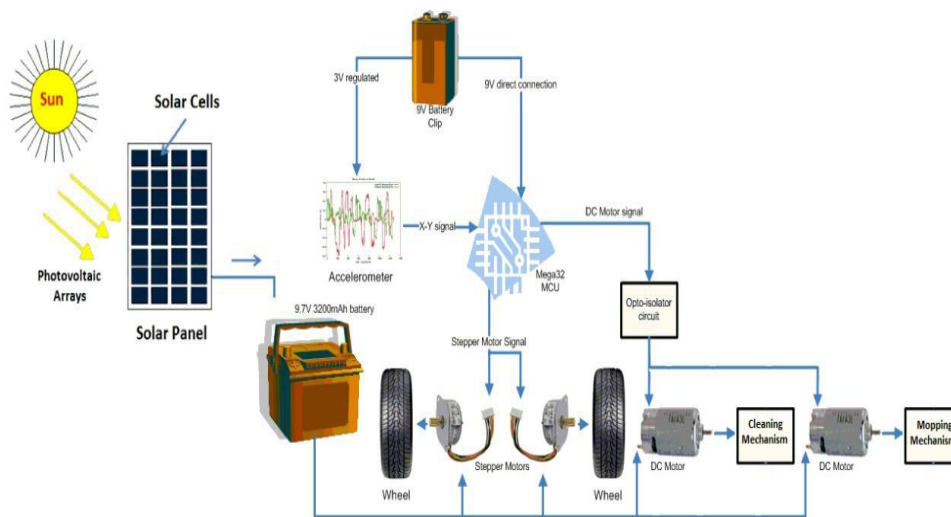 Sun
Solar Cells
Photovoltaic
Arrays
Solar Panel
3V regulated
9V direct connection
9V Battery
Clip
Accelerometer
X-Y signal
Mega32
MCU
DC Motor signal
Opto-isolator
circuit
9.7V 3200mAh battery
Stepper Motor Signal
Wheel
Stepper Motors
Wheel
DC Motor
Cleaning
Mechanism
DC Motor
Mopping
Mechanism